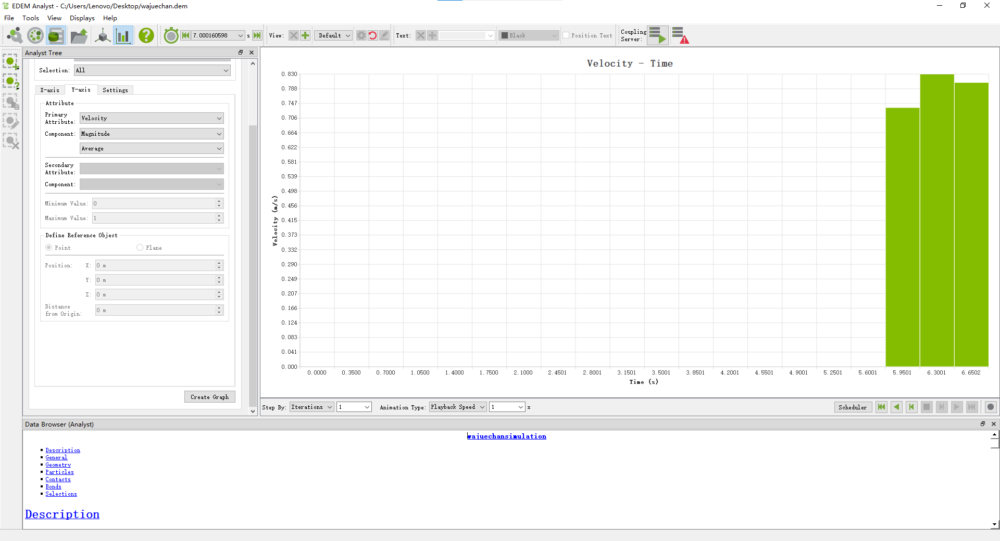 EDEM Analyst - C:/Users/Lenovo/Desktop/wajuechan.dem
File Tools View Displays Help
7.000160598 s View: Default Text: Black Position Text Coupling Server:
Analyst Tree
Selection: All
X-axis Y-axis Settings
Attribute
Primary Attribute: Velocity
Component: Magnitude
Average
Secondary Attribute:
Component:
Minimum Value: 0
Maximum Value: 1
Define Reference Object
Point Plane
Position: X: 0 m
Y: 0 m
Z: 0 m
Distance from Origin: 0 m
Create Graph
Velocity - Time
0.830
0.788
0.747
0.706
0.664
0.622
0.581
0.539
0.498
0.456
0.415
0.373
0.332
0.290
0.249
0.207
0.166
0.124
0.083
0.041
0.000
Velocity (m/s)
0.0000 0.3500 0.7000 1.0500 1.4000 1.7500 2.1000 2.4501 2.8001 3.1501 3.5001 3.8501 4.2001 4.5501 4.9001 5.2501 5.6001 5.9501 6.3001 6.6502
Time (s)
Step By: Iterations 1 Animation Type: Playback Speed 1 x Scheduler
Data Browser (Analyst)
wajuechansimulation
Description
General
Geometry
Particles
Contacts
Bonds
Selections
Description